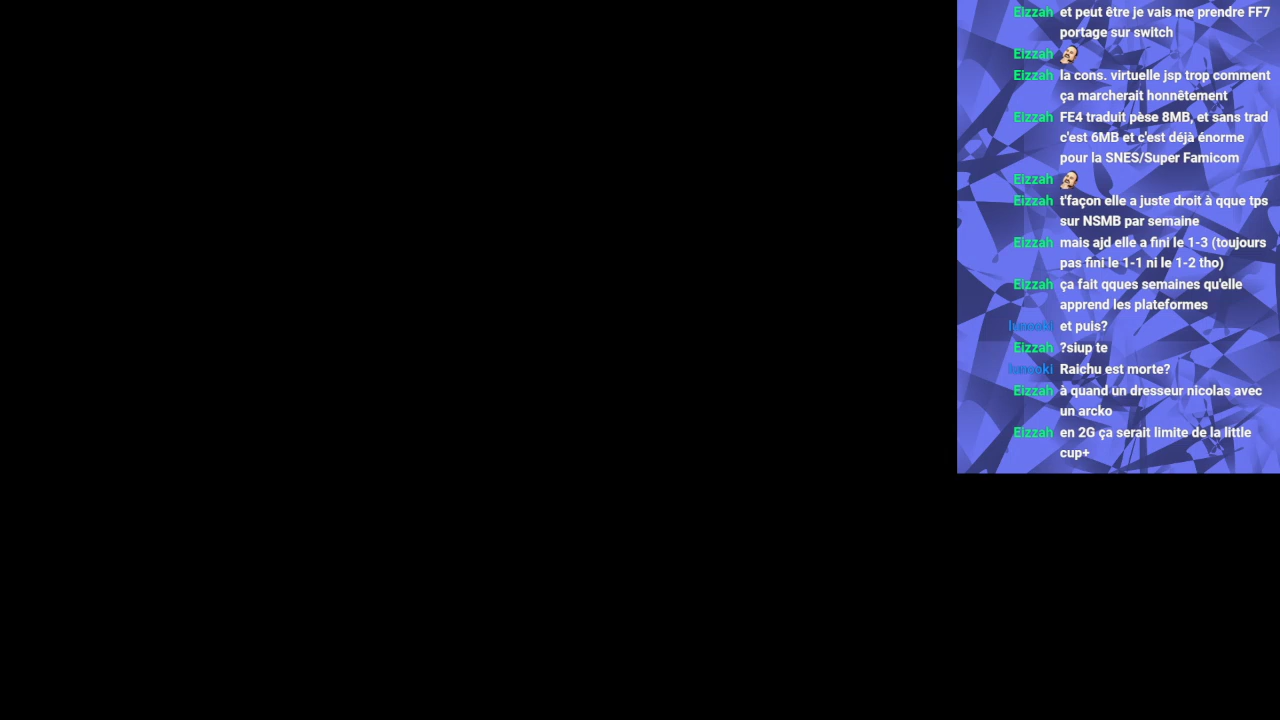 Eizzah et peut être je vais me prendre FF7
portage sur switch
Eizzah
Eizzah la cons. virtuelle jsp trop comment
ça marcherait honnêtement
Eizzah FE4 traduit pèse 8MB, et sans trad
c'est 6MB et c'est déjà énorme
pour la SNES/Super Famicom
Eizzah
Eizzah t'façon elle a juste droit à qque tps
sur NSMB par semaine
Eizzah mais ajd elle a fini le 1-3 (toujours
pas fini le 1-1 ni le 1-2 tho)
Eizzah ça fait qques semaines qu'elle
apprend les plateformes
et puis?
Eizzah ?siup te
Raichu est morte?
Eizzah à quand un dresseur nicolas avec
un arcko
Eizzah en 2G ça serait limite de la little
cup+